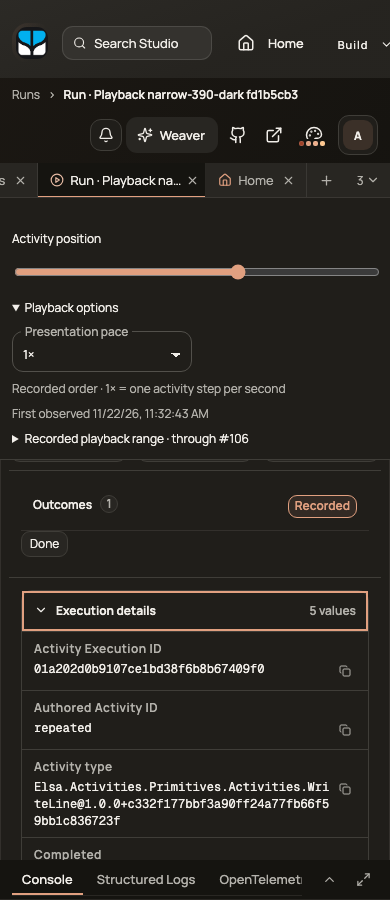 Search Studio
Home
Build
Runs > Run · Playback narrow-390-dark fd1b5cb3
Weaver
A
s
Run · Playback na...
Home
3
Activity position
Playback options
Presentation pace
1×
Recorded order · 1× = one activity step per second
First observed 11/22/26, 11:32:43 AM
Recorded playback range · through #106
Outcomes 1
Recorded
Done
Execution details
5 values
Activity Execution ID
01a202d0b9107ce1bd38f6b8b67409f0
Authored Activity ID
repeated
Activity type
Elsa.Activities.Primitives.Activities.Wri
teLine@1.0.0+c332f177bbf3a90ff24a77fb66f5
9bb1c836723f
Completed
Console
Structured Logs
OpenTelemet